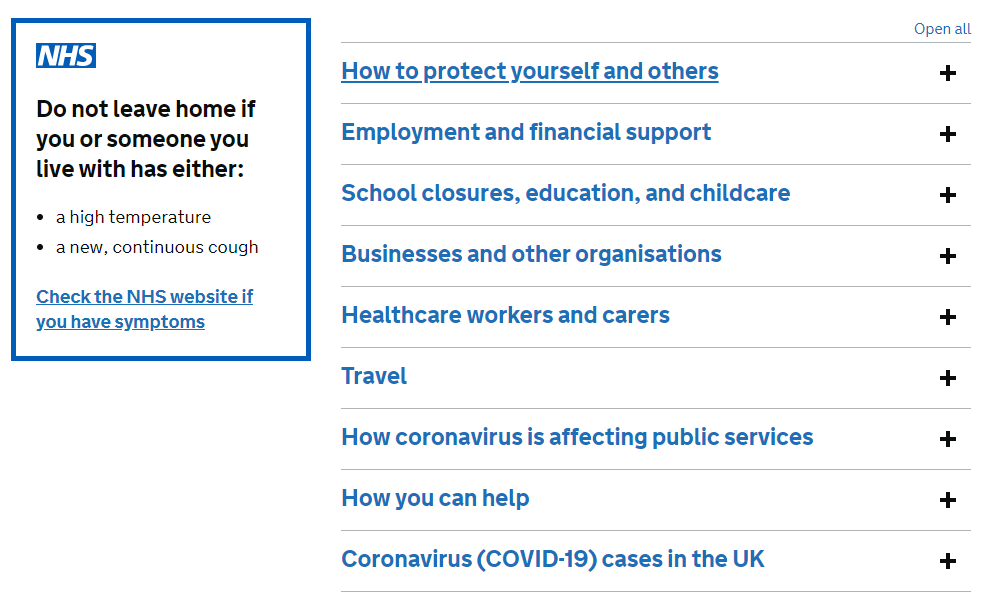 NHS
Do not leave home if
you or someone you
live with has either:
• a high temperature
• a new, continuous cough
Check the NHS website if
you have symptoms
Open all
How to protect yourself and others
Employment and financial support
School closures, education, and childcare
Businesses and other organisations
Healthcare workers and carers
Travel
How coronavirus is affecting public services
How you can help
Coronavirus (COVID-19) cases in the UK